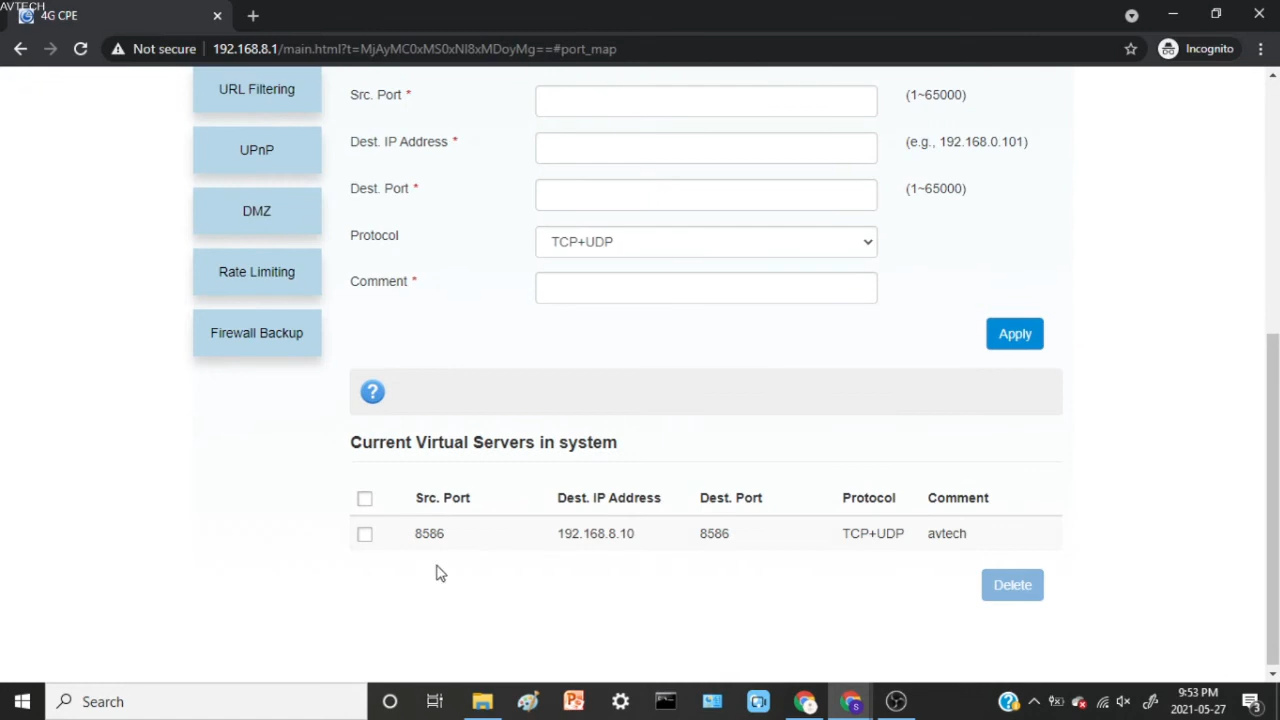 AVTECH
4G CPE
Not secure 192.168.8.1/main.html?t=MjAyMC0xMS0xNl8xMDoyMg==#port_map Incognito
URL Filtering
UPnP
DMZ
Rate Limiting
Firewall Backup
Src. Port * (1~65000)
Dest. IP Address * (e.g., 192.168.0.101)
Dest. Port * (1~65000)
Protocol TCP+UDP
Comment *
Apply
?
Current Virtual Servers in system
Src. Port Dest. IP Address Dest. Port Protocol Comment
8586 192.168.8.10 8586 TCP+UDP avtech
Delete
Search
9:53 PM
2021-05-27
3